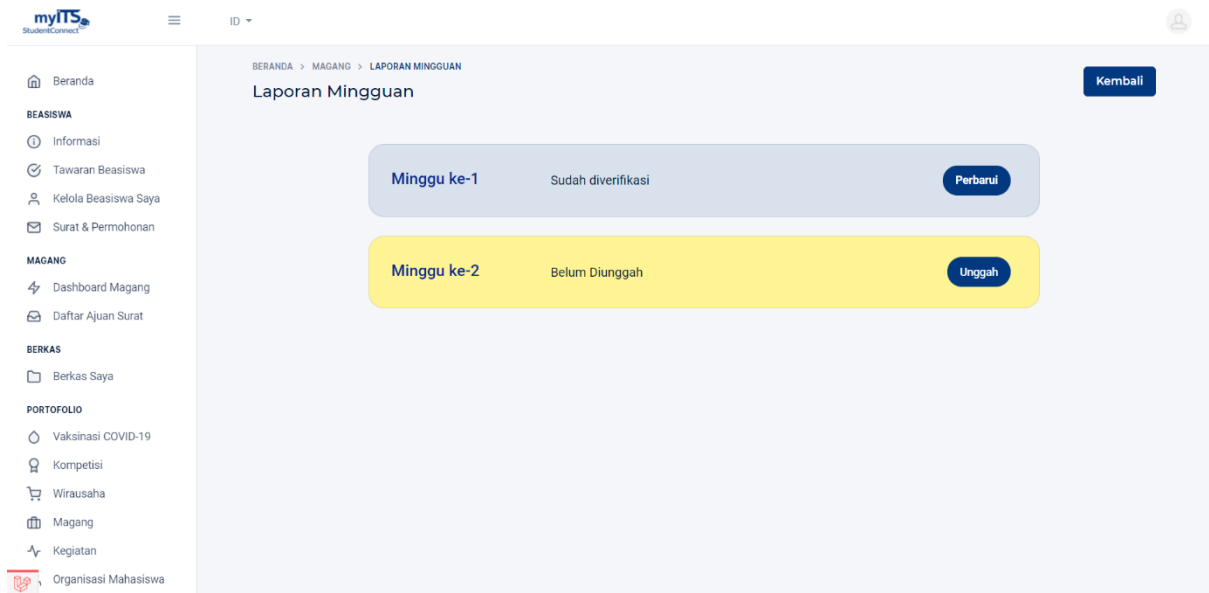 myITS
StudentConnect
ID
Beranda
BEASISWA
Informasi
Tawaran Beasiswa
Kelola Beasiswa Saya
Surat & Permohonan
MAGANG
Dashboard Magang
Daftar Ajuan Surat
BERKAS
Berkas Saya
PORTOFOLIO
Vaksinasi COVID-19
Kompetisi
Wirausaha
Magang
Kegiatan
Organisasi Mahasiswa
BERANDA > MAGANG > LAPORAN MINGGUAN
Laporan Mingguan
Kembali
Minggu ke-1 Sudah diverifikasi Perbarui
Minggu ke-2 Belum Diunggah Unggah